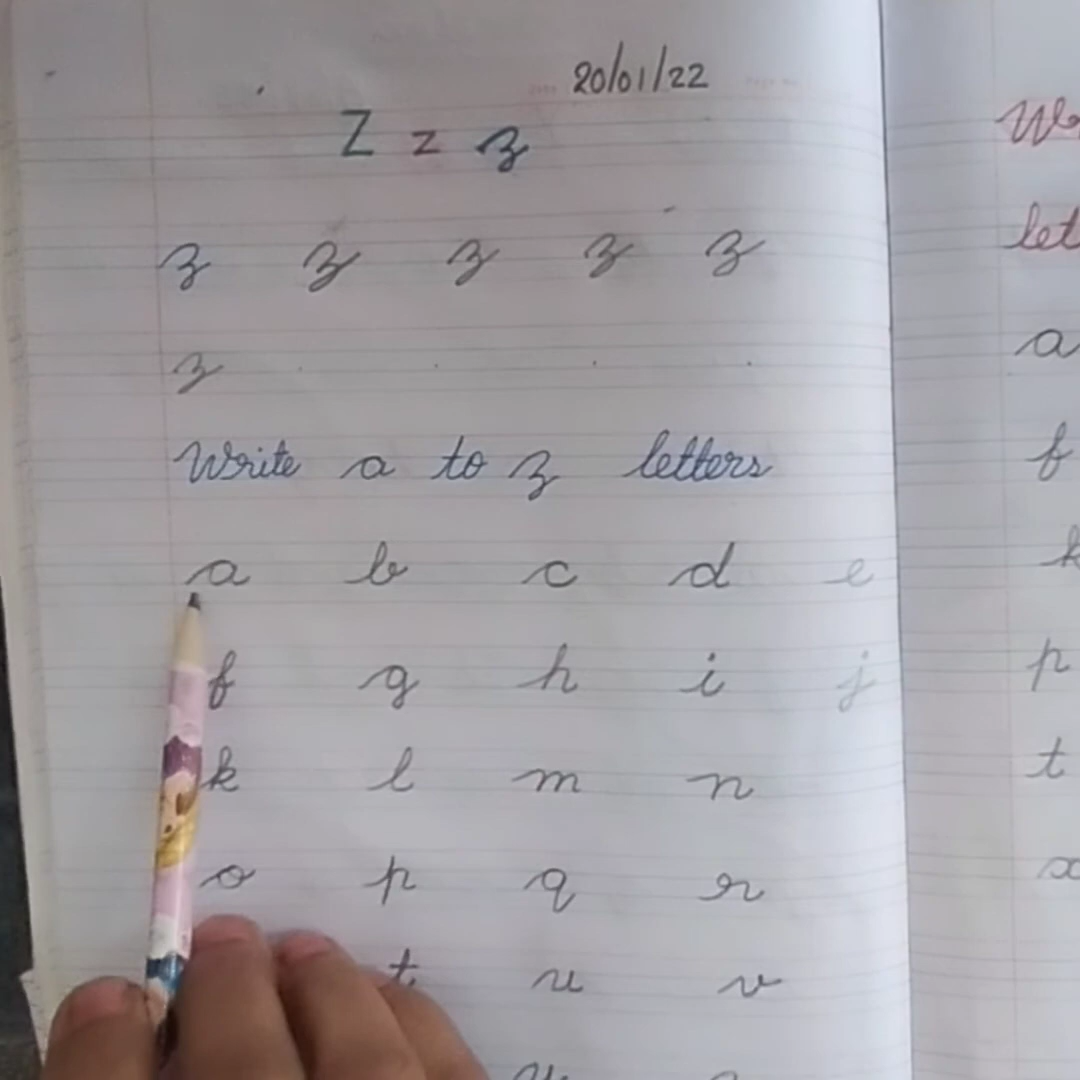 20/01/22
Z z z
z z z z z
z
Write a to z letters
a b c d e
f g h i j
k l m n
o p q r
t u v
a
f
k
p
t
x